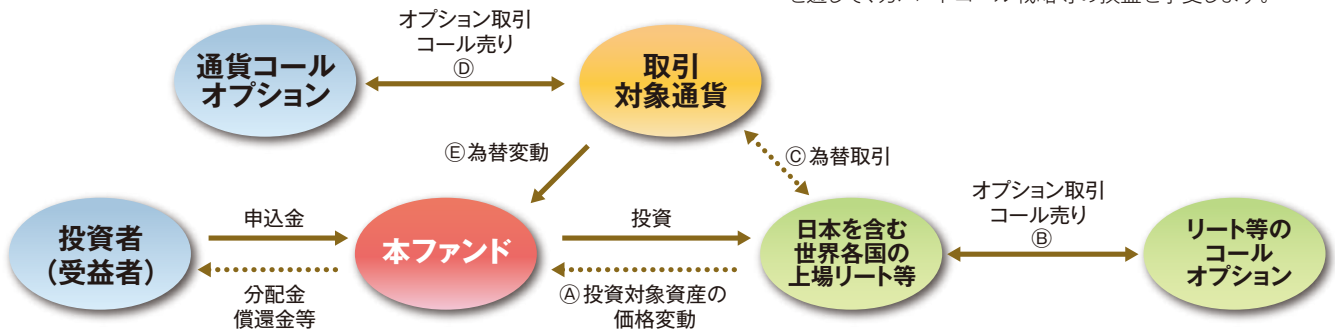 オプション取引
コール売り
Ⓓ
通貨コール
オプション
取引
対象通貨
Ⓔ為替変動
Ⓒ為替取引
オプション取引
コール売り
Ⓑ
投資者
(受益者)
申込金
分配金
償還金等
本ファンド
投資
Ⓐ投資対象資産の
価格変動
日本を含む
世界各国の
上場リート等
リート等の
コール
オプション